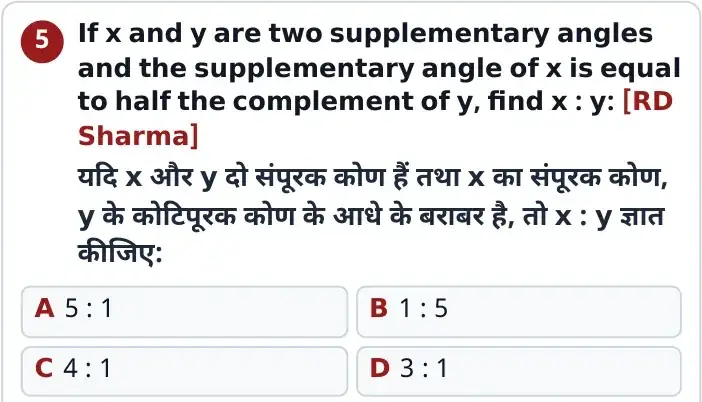 5 If x and y are two supplementary angles
and the supplementary angle of x is equal
to half the complement of y, find x : y: [RD
Sharma]
यदि x और y दो संपूरक कोण हैं तथा x का संपूरक कोण,
y के कोटिपूरक कोण के आधे के बराबर है, तो x : y ज्ञात
कीजिए:
A 5 : 1
B 1 : 5
C 4 : 1
D 3 : 1